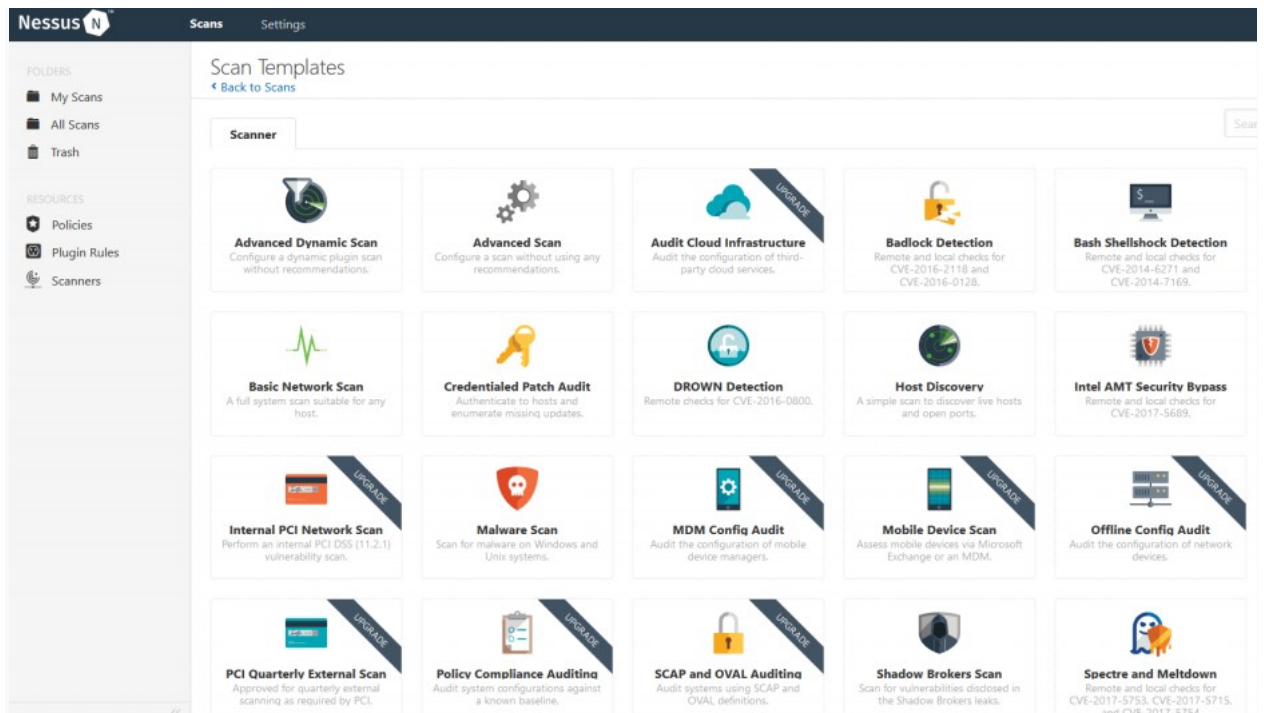 Nessus N
Scans Settings
FOLDERS
My Scans
All Scans
Trash
RESOURCES
Policies
Plugin Rules
Scanners
Scan Templates
Back to Scans
Scanner
Sear
Advanced Dynamic Scan
Configure a dynamic plugin scan
without recommendations.
Advanced Scan
Configure a scan without using any
recommendations.
UPGRADE
Audit Cloud Infrastructure
Audit the configuration of third-
party cloud services.
Badlock Detection
Remote and local checks for
CVE-2016-2118 and
CVE-2016-0128.
$_
Bash Shellshock Detection
Remote and local checks for
CVE-2014-6271 and
CVE-2014-7169.
Basic Network Scan
A full system scan suitable for any
host.
Credentialed Patch Audit
Authenticate to hosts and
enumerate missing updates.
DROWN Detection
Remote checks for CVE-2016-0800.
Host Discovery
A simple scan to discover live hosts
and open ports.
Intel AMT Security Bypass
Remote and local checks for
CVE-2017-5689.
UPGRADE
Internal PCI Network Scan
Perform an internal PCI DSS (11.2.1)
vulnerability scan.
Malware Scan
Scan for malware on Windows and
Unix systems.
UPGRADE
MDM Config Audit
Audit the configuration of mobile
device managers.
UPGRADE
Mobile Device Scan
Assess mobile devices via Microsoft
Exchange or an MDM.
UPGRADE
Offline Config Audit
Audit the configuration of network
devices.
UPGRADE
PCI Quarterly External Scan
Approved for quarterly external
scanning as required by PCI.
UPGRADE
Policy Compliance Auditing
Audit system configurations against
a known baseline.
UPGRADE
SCAP and OVAL Auditing
Audit systems using SCAP and
OVAL definitions.
Shadow Brokers Scan
Scan for vulnerabilities disclosed in
the Shadow Brokers leaks.
Spectre and Meltdown
Remote and local checks for
CVE-2017-5753, CVE-2017-5715,
and CVE-2017-5754